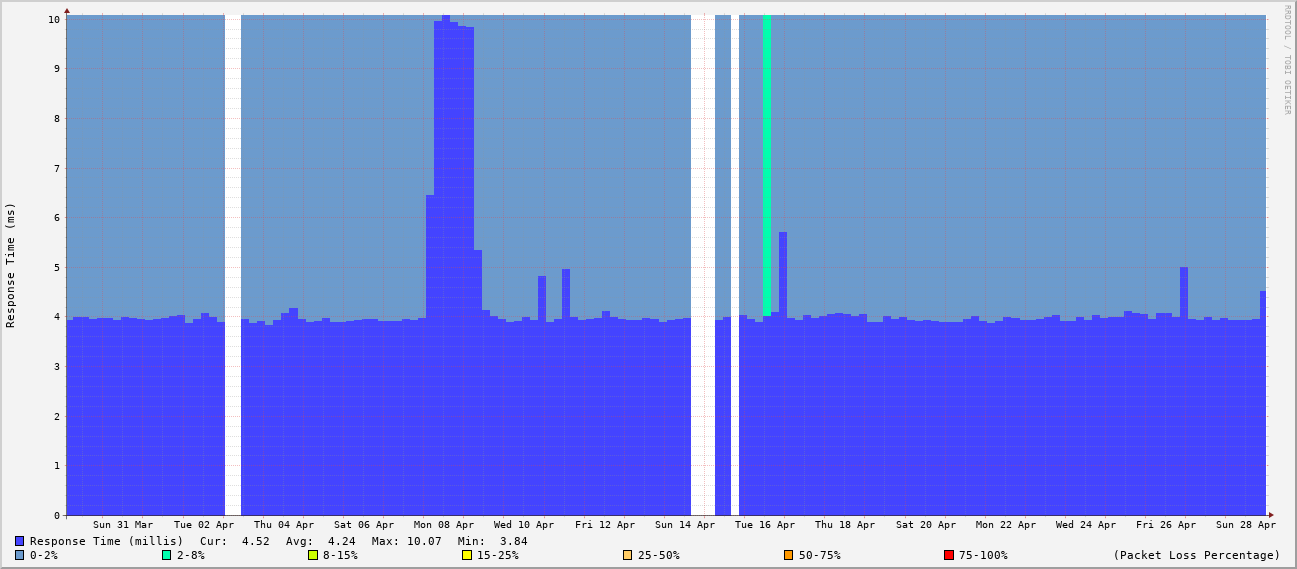 RRDTOOL / TOBI OETIKER
Response Time (ms)
10
9
8
7
6
5
4
3
2
1
0
Sun 31 Mar Tue 02 Apr Thu 04 Apr Sat 06 Apr Mon 08 Apr Wed 10 Apr Fri 12 Apr Sun 14 Apr Tue 16 Apr Thu 18 Apr Sat 20 Apr Mon 22 Apr Wed 24 Apr Fri 26 Apr Sun 28 Apr
Response Time (millis) Cur: 4.52 Avg: 4.24 Max: 10.07 Min: 3.84
0-2% 2-8% 8-15% 15-25% 25-50% 50-75% 75-100% (Packet Loss Percentage)